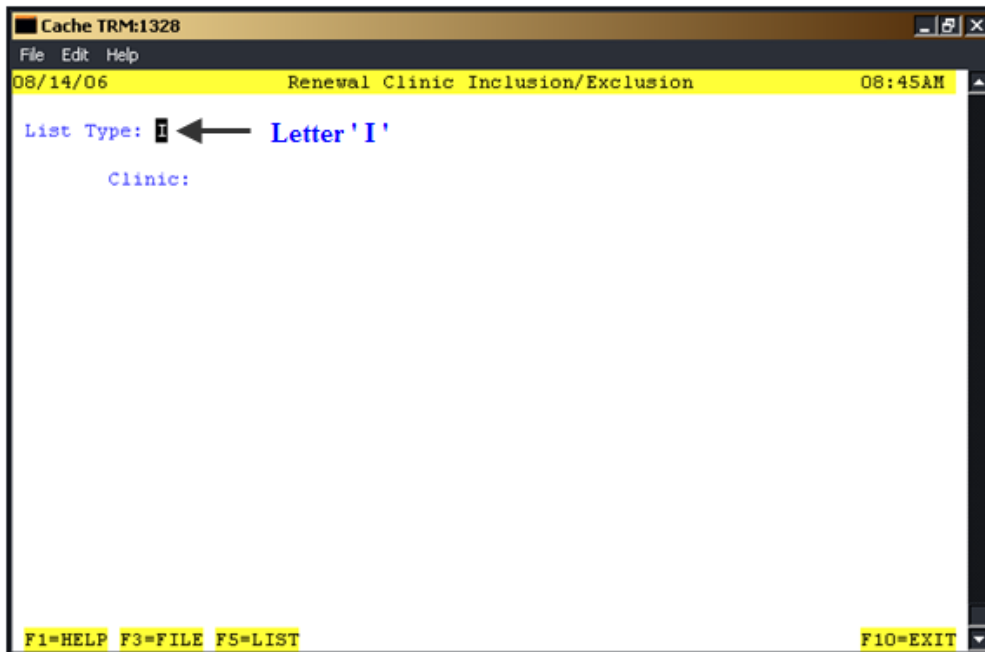 Cache TRM:1328
File Edit Help
08/14/06 Renewal Clinic Inclusion/Exclusion 08:45AM
List Type: I Letter ' I '
Clinic:
F1=HELP F3=FILE F5=LIST F10=EXIT